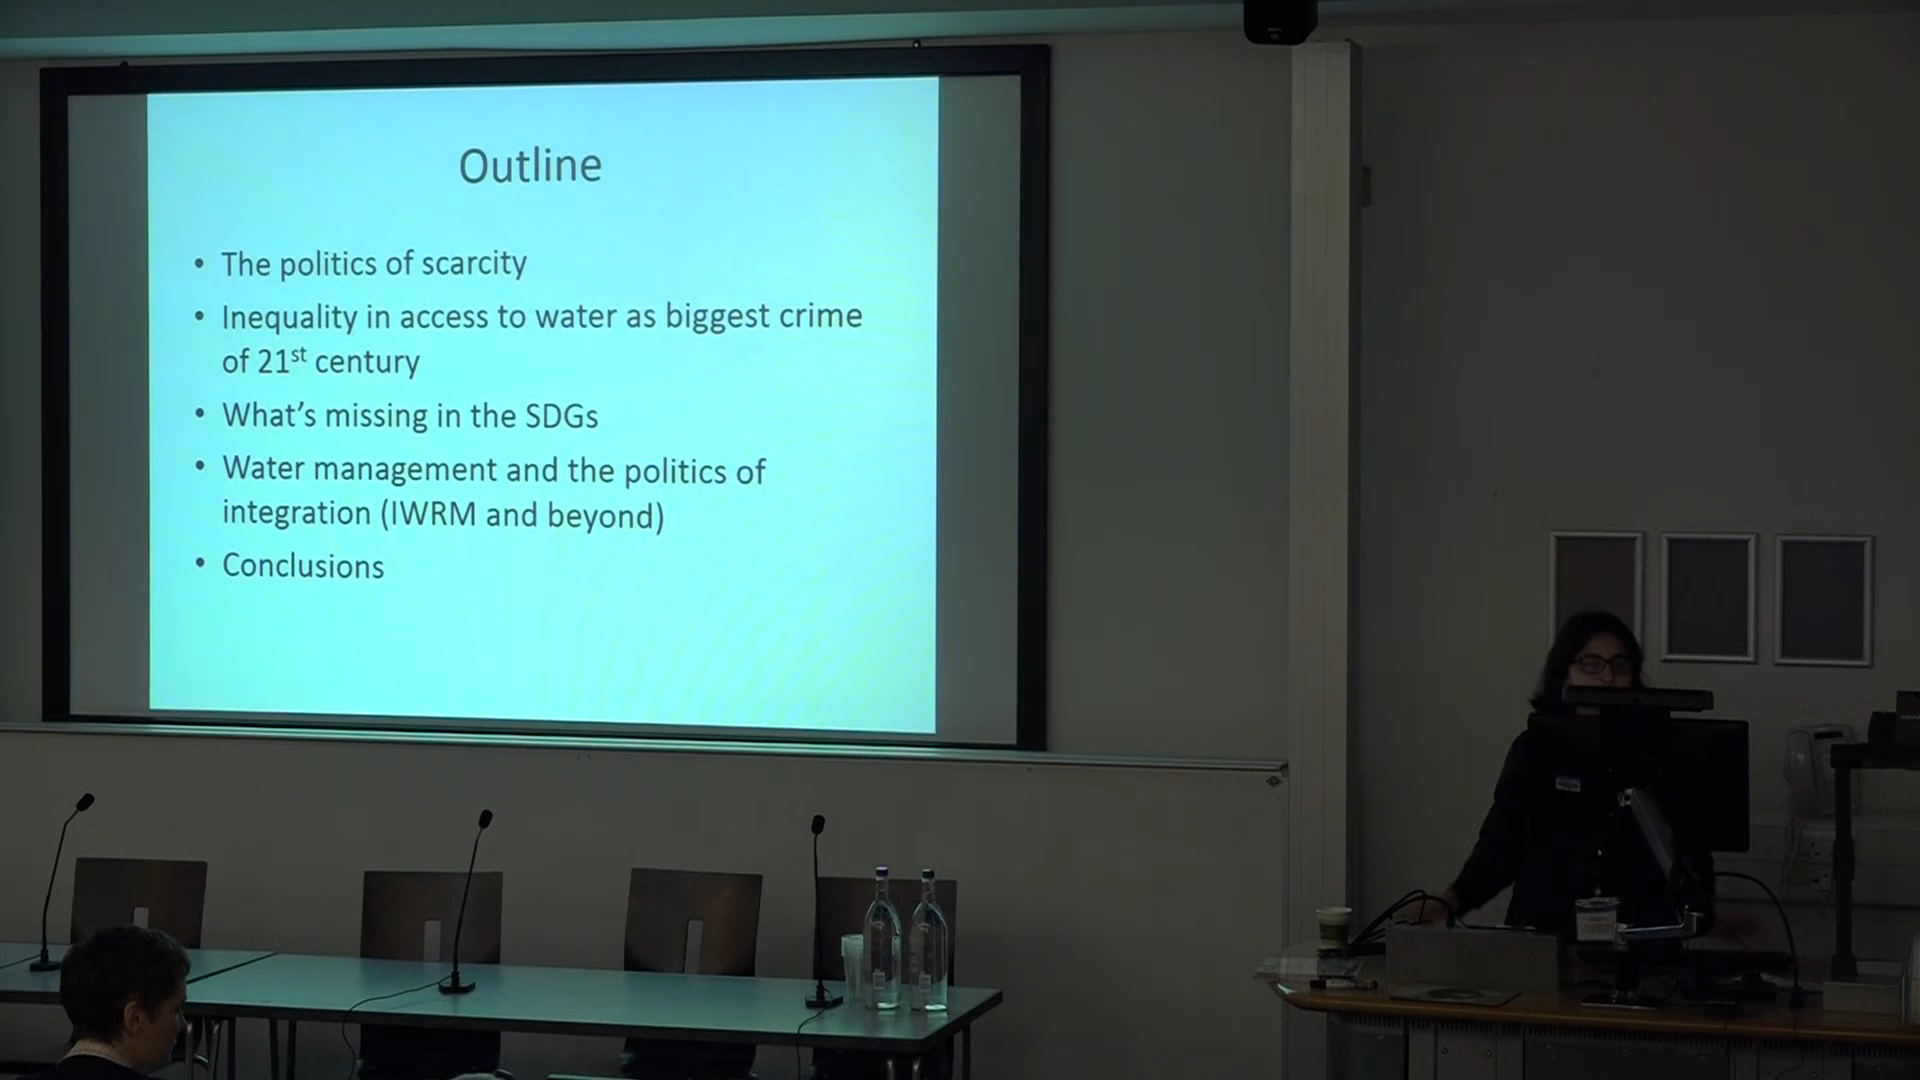 Outline
• The politics of scarcity
• Inequality in access to water as biggest crime
of 21st century
• What's missing in the SDGs
• Water management and the politics of
integration (IWRM and beyond)
• Conclusions